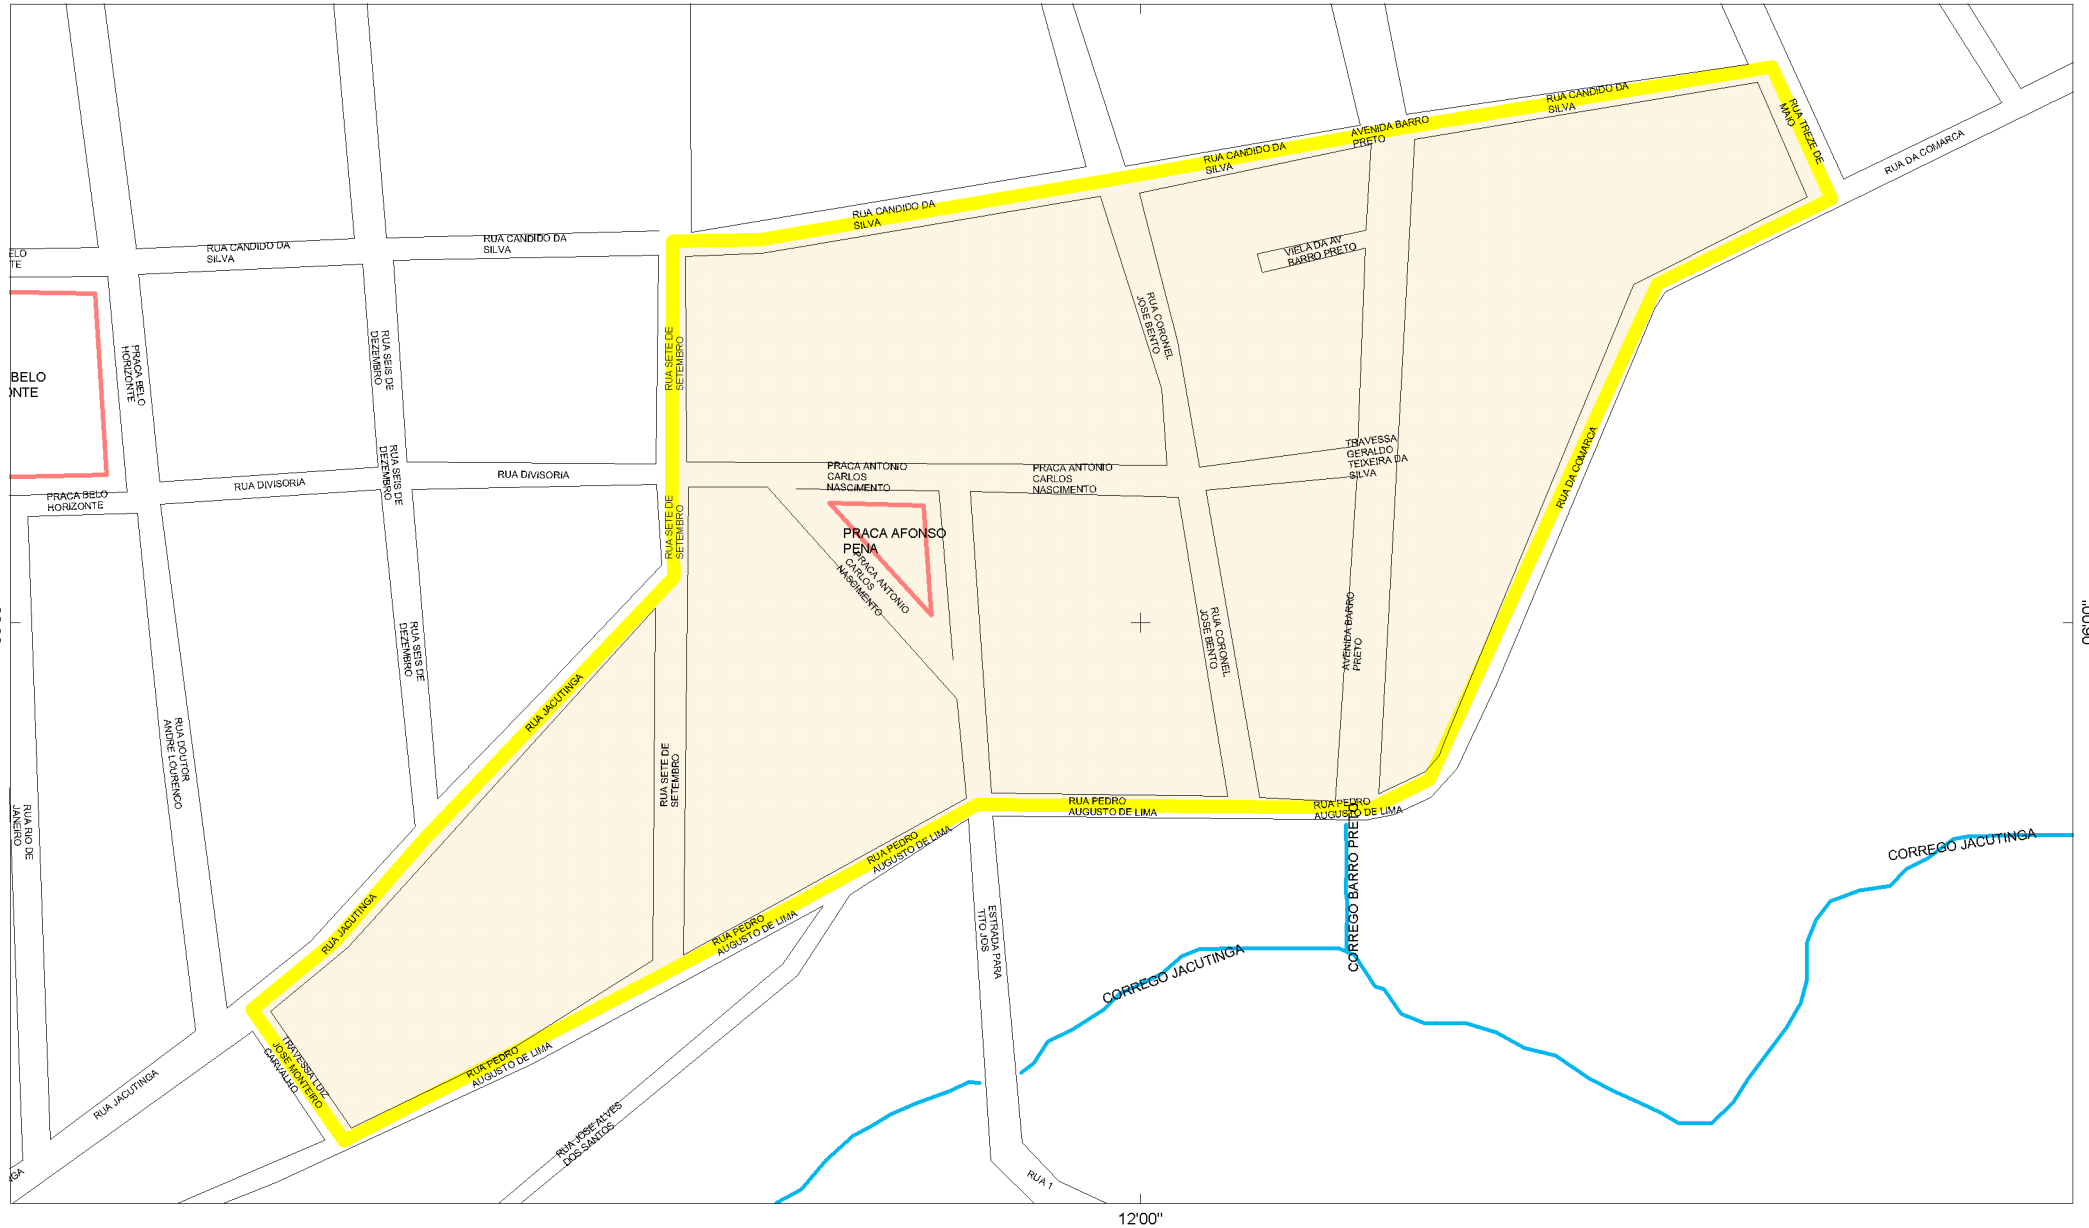 RUA CANDIDO DA
SILVA
AVENIDA BARRO
PRETO
RUA TREZE DE
MAIO
RUA CANDIDO DA
SILVA
RUA DA COMARCA
RUA CANDIDO DA
SILVA
RUA CANDIDO DA
SILVA
RUA CANDIDO DA
SILVA
ELO
TE
VIELA DA AV
BARRO PRETO
RUA CORONEL
JOSE BENTO
RUA SETE DE
SETEMBRO
RUA SEIS DE
DEZEMBRO
PRACA BELO
HORIZONTE
BELO
ONTE
TRAVESSA
GERALDO
TEIXEIRA DA
SILVA
RUA DA COMARCA
PRACA ANTONIO
CARLOS
NASCIMENTO
PRACA ANTONIO
CARLOS
NASCIMENTO
RUA DIVISORIA
RUA DIVISORIA
RUA SEIS DE
DEZEMBRO
PRACA BELO
HORIZONTE
RUA SETE DE
SETEMBRO
PRACA AFONSO
PENA
PRACA ANTONIO
CARLOS
NASCIMENTO
RUA CORONEL
JOSE BENTO
AVENIDA BARRO
PRETO
RUA SEIS DE
DEZEMBRO
RUA JACUTINGA
RUA DOUTOR
ANDRE LOURENCO
RUA SETE DE
SETEMBRO
RUA RIO DE
JANEIRO
RUA PEDRO
AUGUSTO DE LIMA
RUA PEDRO
AUGUSTO DE LIMA
RUA PEDRO
AUGUSTO DE LIMA
CORREGO BARRO PRETO
CORREGO JACUTINGA
RUA JACUTINGA
RUA PEDRO
AUGUSTO DE LIMA
ESTRADA PARA
TITO JOS
CORREGO JACUTINGA
TRAVESSA LUIZ
JOSE MONTEIRO
CARVALHO
RUA PEDRO
AUGUSTO DE LIMA
RUA JACUTINGA
RUA JOSE ALVES
DOS SANTOS
RUA 1
12'00"